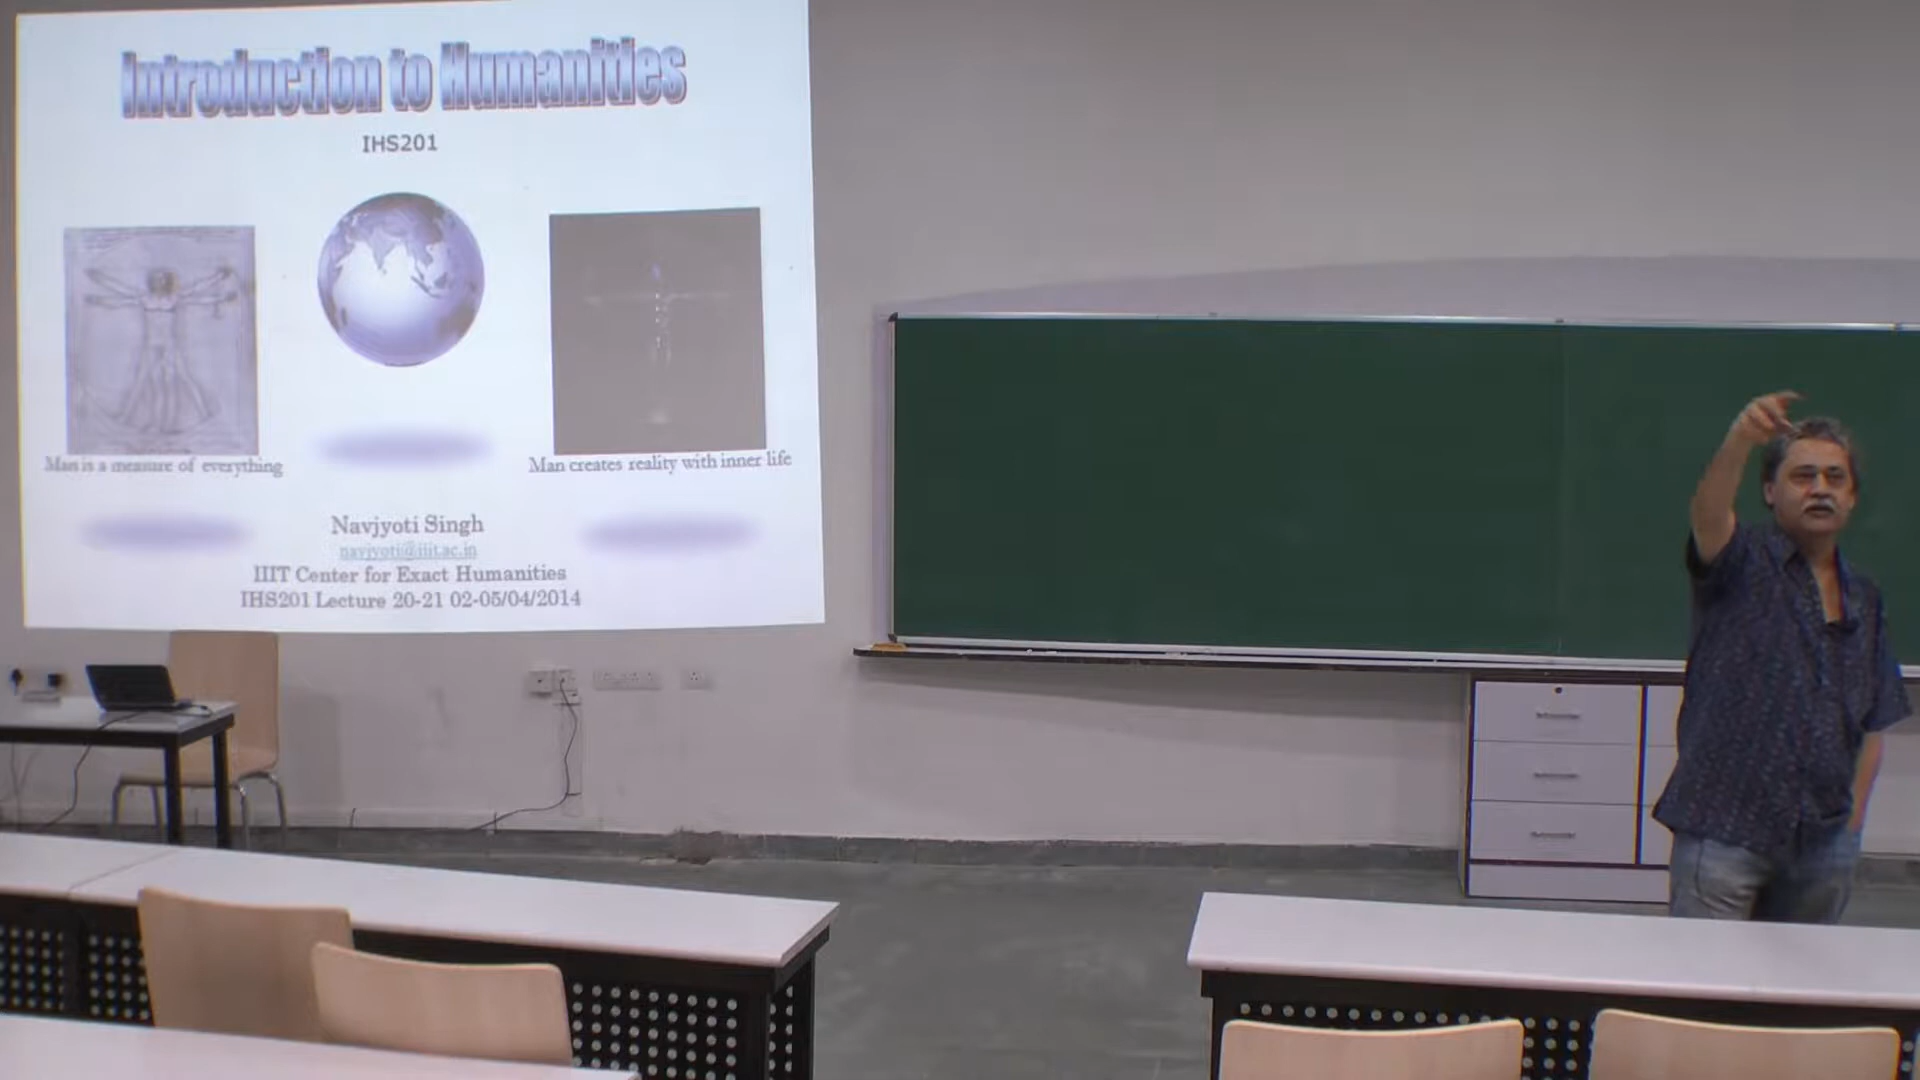 Introduction to Humanities
IHS201
Man is a measure of everything
Man creates reality with inner life
Navjyoti Singh
navjyoti@iiit.ac.in
IIIT Center for Exact Humanities
IHS201 Lecture 20-21 02-05/04/2014